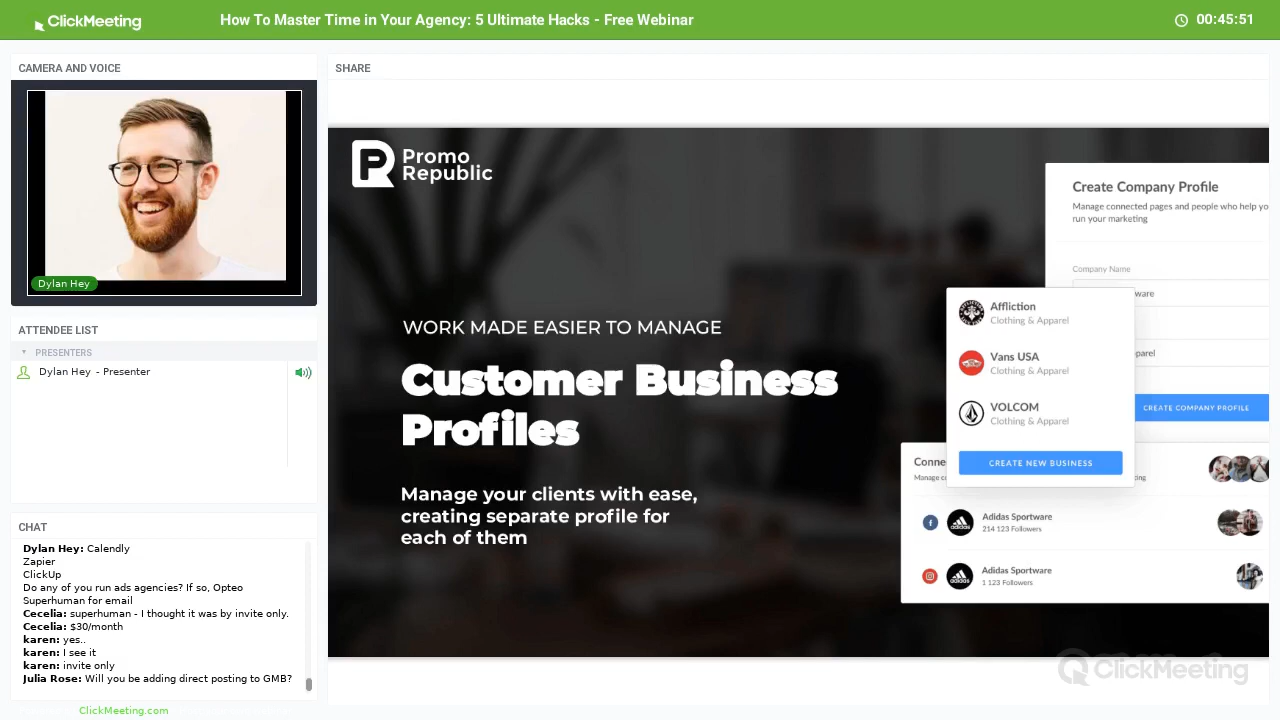 ClickMeeting
How To Master Time in Your Agency: 5 Ultimate Hacks - Free Webinar
00:45:51
CAMERA AND VOICE
Dylan Hey
ATTENDEE LIST
PRESENTERS
Dylan Hey - Presenter
CHAT
Dylan Hey: Calendly
Zapier
ClickUp
Do any of you run ads agencies? If so, Opteo
Superhuman for email
Cecelia: superhuman - I thought it was by invite only.
Cecelia: $30/month
karen: yes..
karen: I see it
karen: invite only
Julia Rose: Will you be adding direct posting to GMB?
ClickMeeting.com
SHARE
Promo
Republic
WORK MADE EASIER TO MANAGE
Customer Business
Profiles
Manage your clients with ease,
creating separate profile for
each of them
Create Company Profile
Manage connected pages and people who help yo
run your marketing
Company Name
ware
parel
CREATE COMPANY PROFILE
Affliction
Clothing & Apparel
Vans USA
Clothing & Apparel
VOLCOM
Clothing & Apparel
CREATE NEW BUSINESS
Conne
Manage c
eting
adidas
Adidas Sportware
214 123 Followers
adidas
Adidas Sportware
1 123 Followers
ClickMeeting